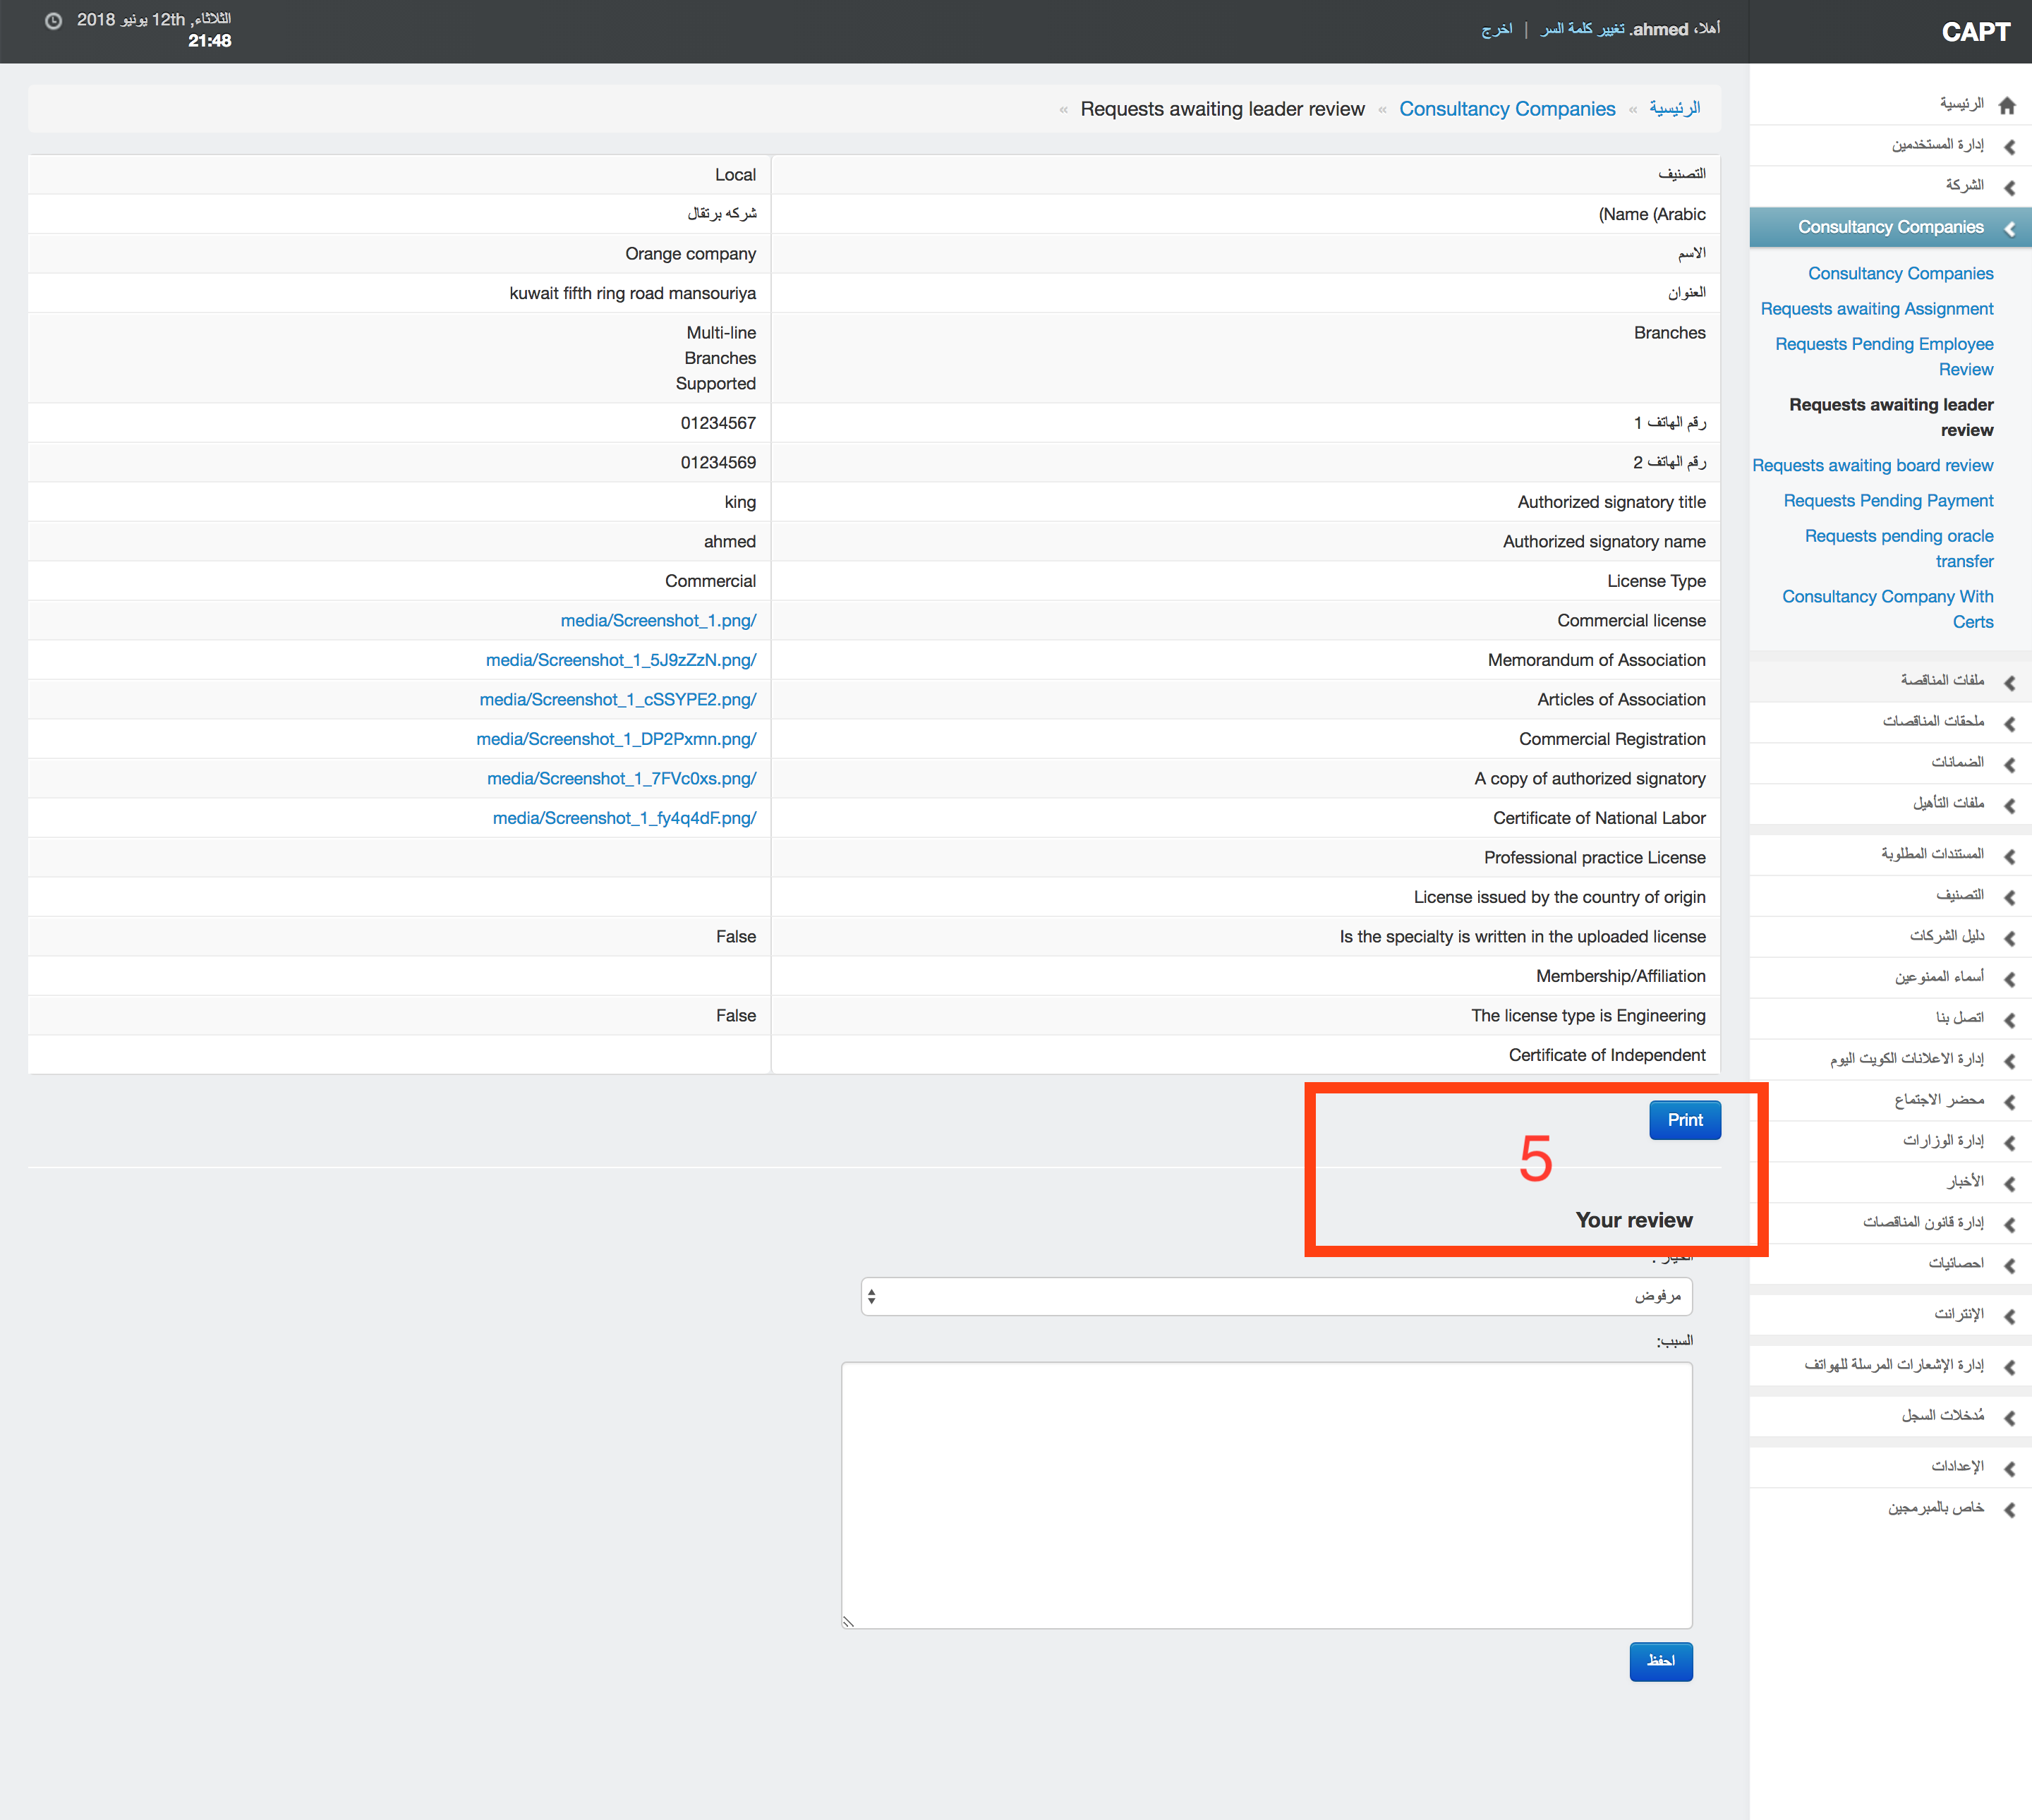 CAPT
أهلا، ahmed. تغيير كلمة السر | اخرج
الثلاثاء, 12th يونيو 2018
21:48
الرئيسية » Consultancy Companies » Requests awaiting leader review »
التصنيف Local
(Name (Arabic شركه برتقال
الاسم Orange company
العنوان kuwait fifth ring road mansouriya
Branches Multi-line
Branches
Supported
رقم الهاتف 1 01234567
رقم الهاتف 2 01234569
Authorized signatory title king
Authorized signatory name ahmed
License Type Commercial
Commercial license media/Screenshot_1.png/
Memorandum of Association media/Screenshot_1_5J9zZzN.png/
Articles of Association media/Screenshot_1_cSSYPE2.png/
Commercial Registration media/Screenshot_1_DP2Pxmn.png/
A copy of authorized signatory media/Screenshot_1_7FVc0xs.png/
Certificate of National Labor media/Screenshot_1_fy4q4dF.png/
Professional practice License
License issued by the country of origin
Is the specialty is written in the uploaded license False
Membership/Affiliation
The license type is Engineering False
Certificate of Independent
Print
5
Your review
مرفوض
السبب:
احفظ
الرئيسية
إدارة المستخدمين
الشركة
Consultancy Companies
Consultancy Companies
Requests awaiting Assignment
Requests Pending Employee
Review
Requests awaiting leader
review
Requests awaiting board review
Requests Pending Payment
Requests pending oracle
transfer
Consultancy Company With
Certs
ملفات المناقصة
ملحقات المناقصات
الضمانات
ملفات التأهيل
المستندات المطلوبة
التصنيف
دليل الشركات
أسماء الممنوعين
اتصل بنا
إدارة الاعلانات الكويت اليوم
محضر الاجتماع
إدارة الوزارات
الأخبار
إدارة قانون المناقصات
احصائيات
الإنترانت
إدارة الإشعارات المرسلة للهواتف
مُدخلات السجل
الإعدادات
خاص بالمبرمجين